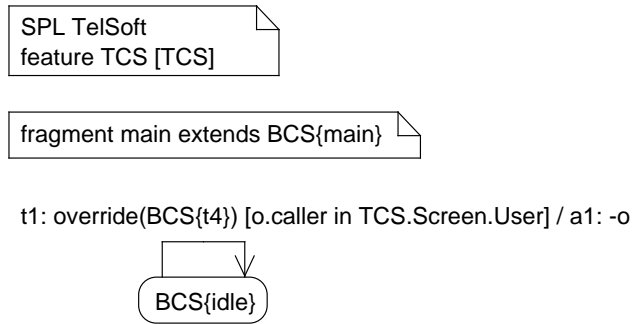 SPL TelSoft
feature TCS [TCS]
fragment main extends BCS{main}
t1: override(BCS{t4}) [o.caller in TCS.Screen.User] / a1: -o
BCS{idle}